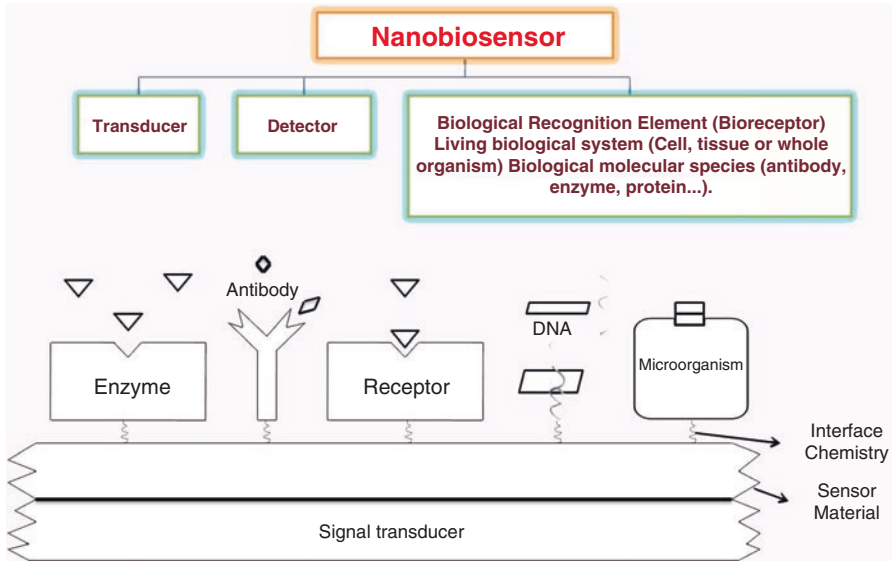 Nanobiosensor
Transducer
Detector
Biological Recognition Element (Bioreceptor)
Living biological system (Cell, tissue or whole
organism) Biological molecular species (antibody,
enzyme, protein...).
Antibody
DNA
Enzyme
Receptor
Microorganism
Interface
Chemistry
Sensor
Material
Signal transducer